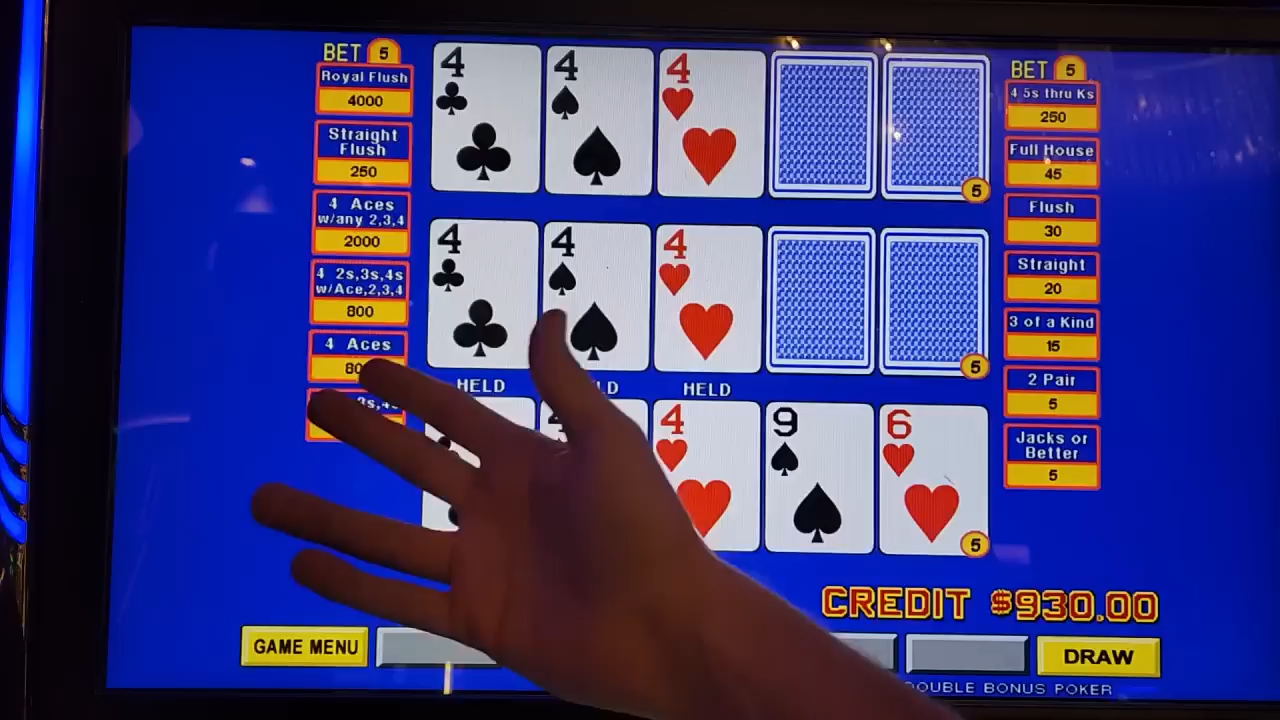 BET 5
Royal Flush
4000
Straight
Flush
250
4 Aces
w/any 2,3,4
2000
4 2s,3s,4s
w/Ace,2,3,4
800
4 Aces
4
4
4
5
4
4
4
5
HELD
HELD
4
9
6
5
BET 5
4 5s thru Ks
250
Full House
45
Flush
30
Straight
20
3 of a Kind
15
2 Pair
5
Jacks or
Better
5
CREDIT $930.00
GAME MENU
DRAW
DOUBLE BONUS POKER